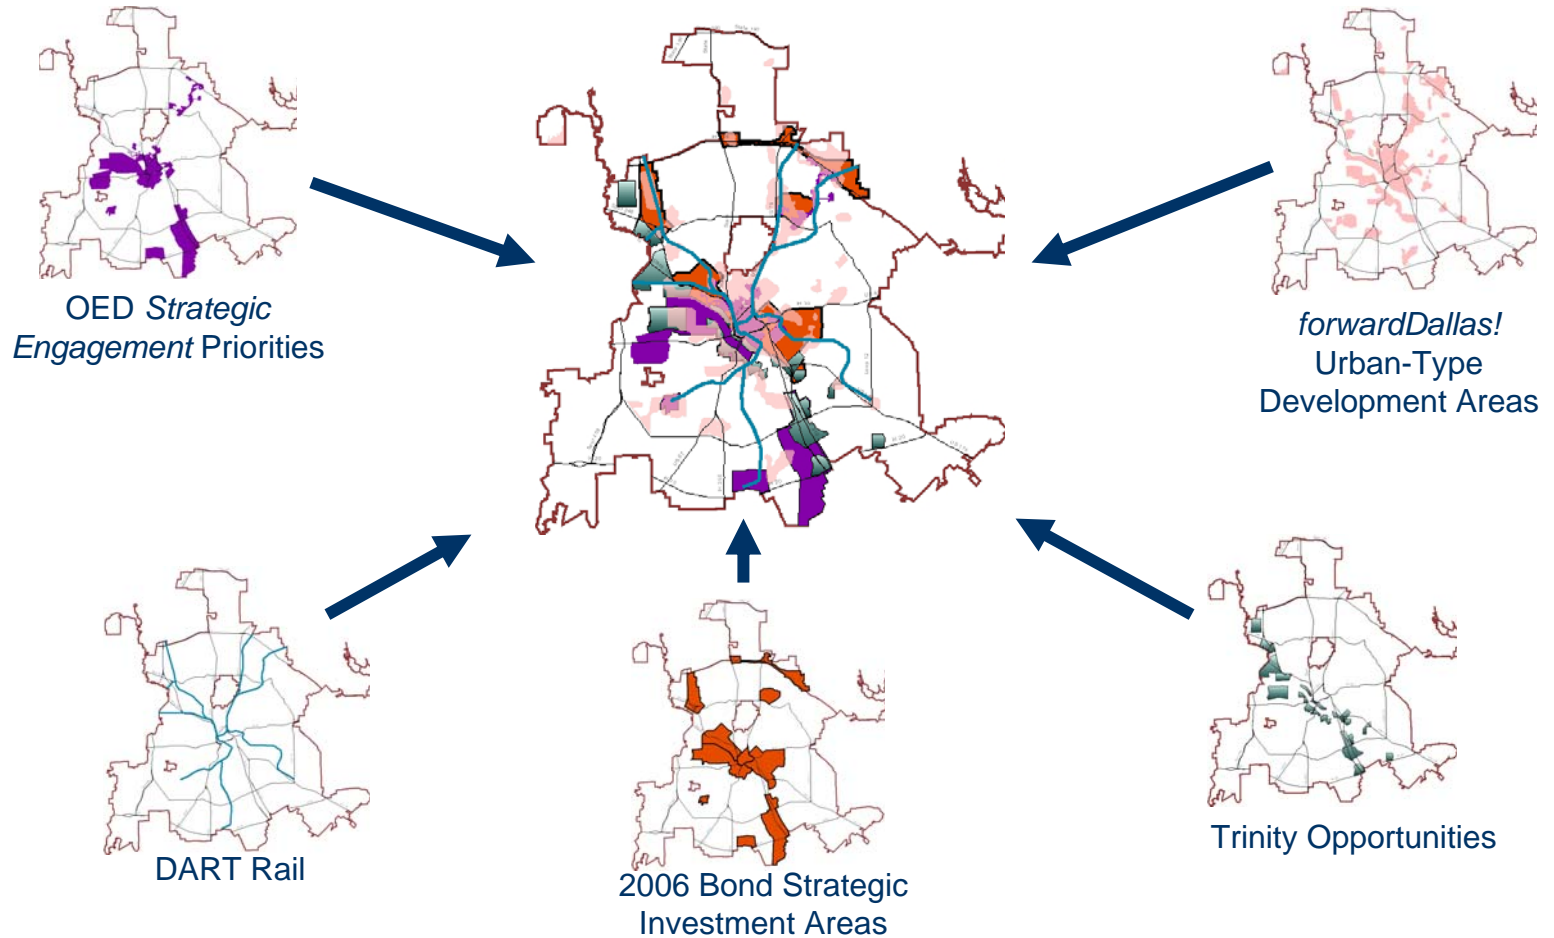 OED Strategic
Engagement Priorities
forwardDallas!
Urban-Type
Development Areas
DART Rail
2006 Bond Strategic
Investment Areas
Trinity Opportunities